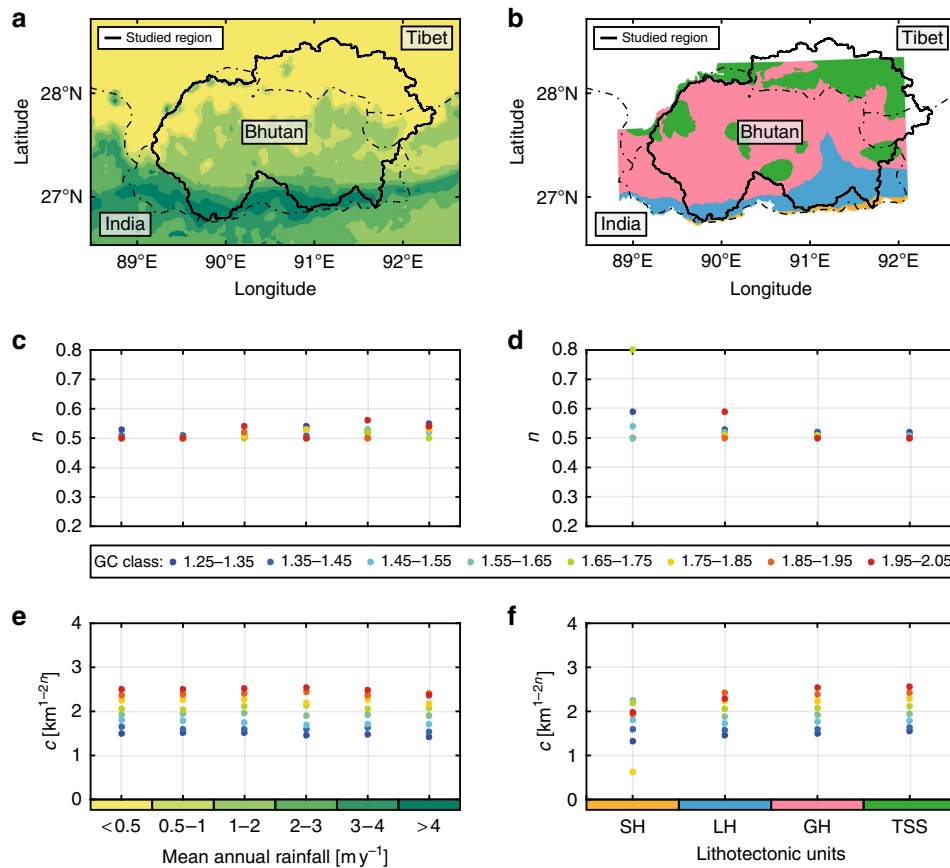 a
b
Studied region
Tibet
Studied region
Tibet
28°N
27°N
Latitude
Bhutan
India
89°E 90°E 91°E 92°E
Longitude
28°N
27°N
Latitude
Bhutan
India
89°E 90°E 91°E 92°E
Longitude
c
0.8
0.7
0.6
0.5
0.4
0.3
0.2
n
d
0.8
0.7
0.6
0.5
0.4
0.3
0.2
n
GC class: 1.25–1.35 1.35–1.45 1.45–1.55 1.55–1.65 1.65–1.75 1.75–1.85 1.85–1.95 1.95–2.05
e
4
3
2
1
0
c [km¹⁻²ⁿ]
<0.5 0.5–1 1–2 2–3 3–4 >4
Mean annual rainfall [m y⁻¹]
f
4
3
2
1
0
c [km¹⁻²ⁿ]
SH LH GH TSS
Lithotectonic units